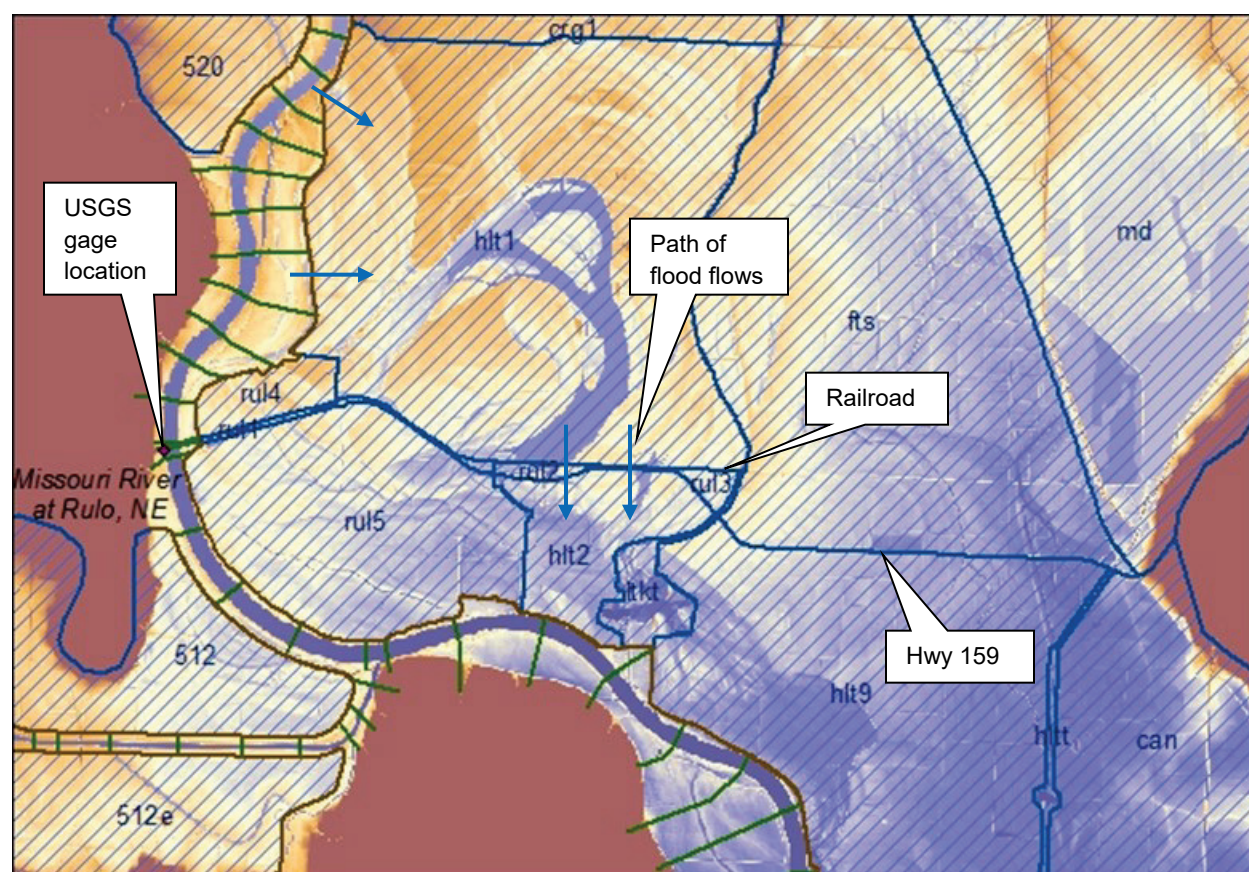 crg1
520
USGS
gage
location
hlt1
Path of
flood flows
md
fts
rul4
Railroad
rul1
Missouri River
at Rulo, NE
rul2
rul3
rul5
hlt2
Hwy 159
512
hlt9
can
512e